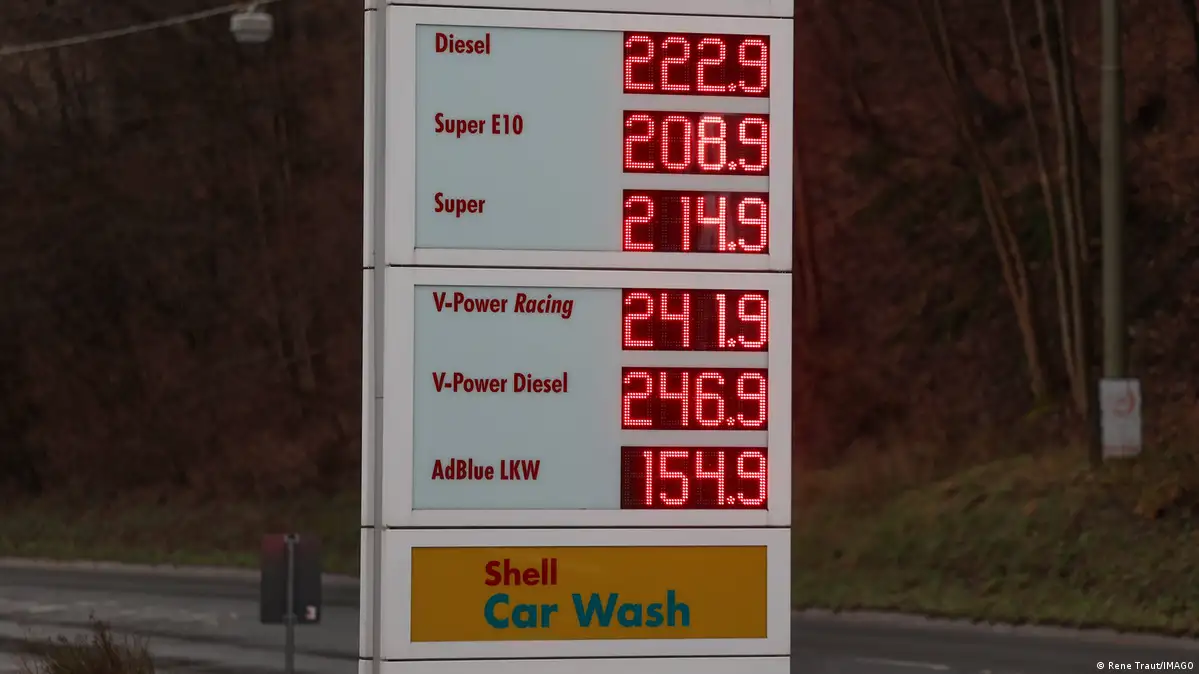 Diesel 222.9
Super E10 208.9
Super 214.9
V-Power Racing 241.9
V-Power Diesel 246.9
AdBlue LKW 154.9
Shell
Car Wash
© Rene Traut/IMAGO